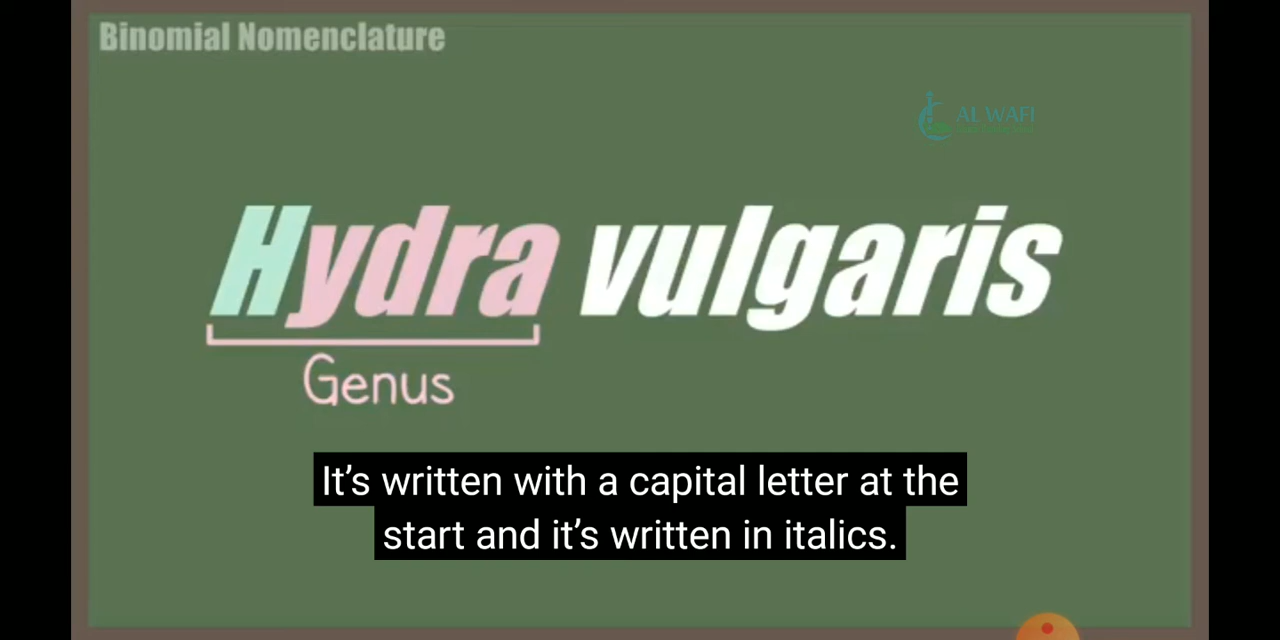 Binomial Nomenclature
AL WAFI
Hydra vulgaris
Genus
It’s written with a capital letter at the
start and it’s written in italics.